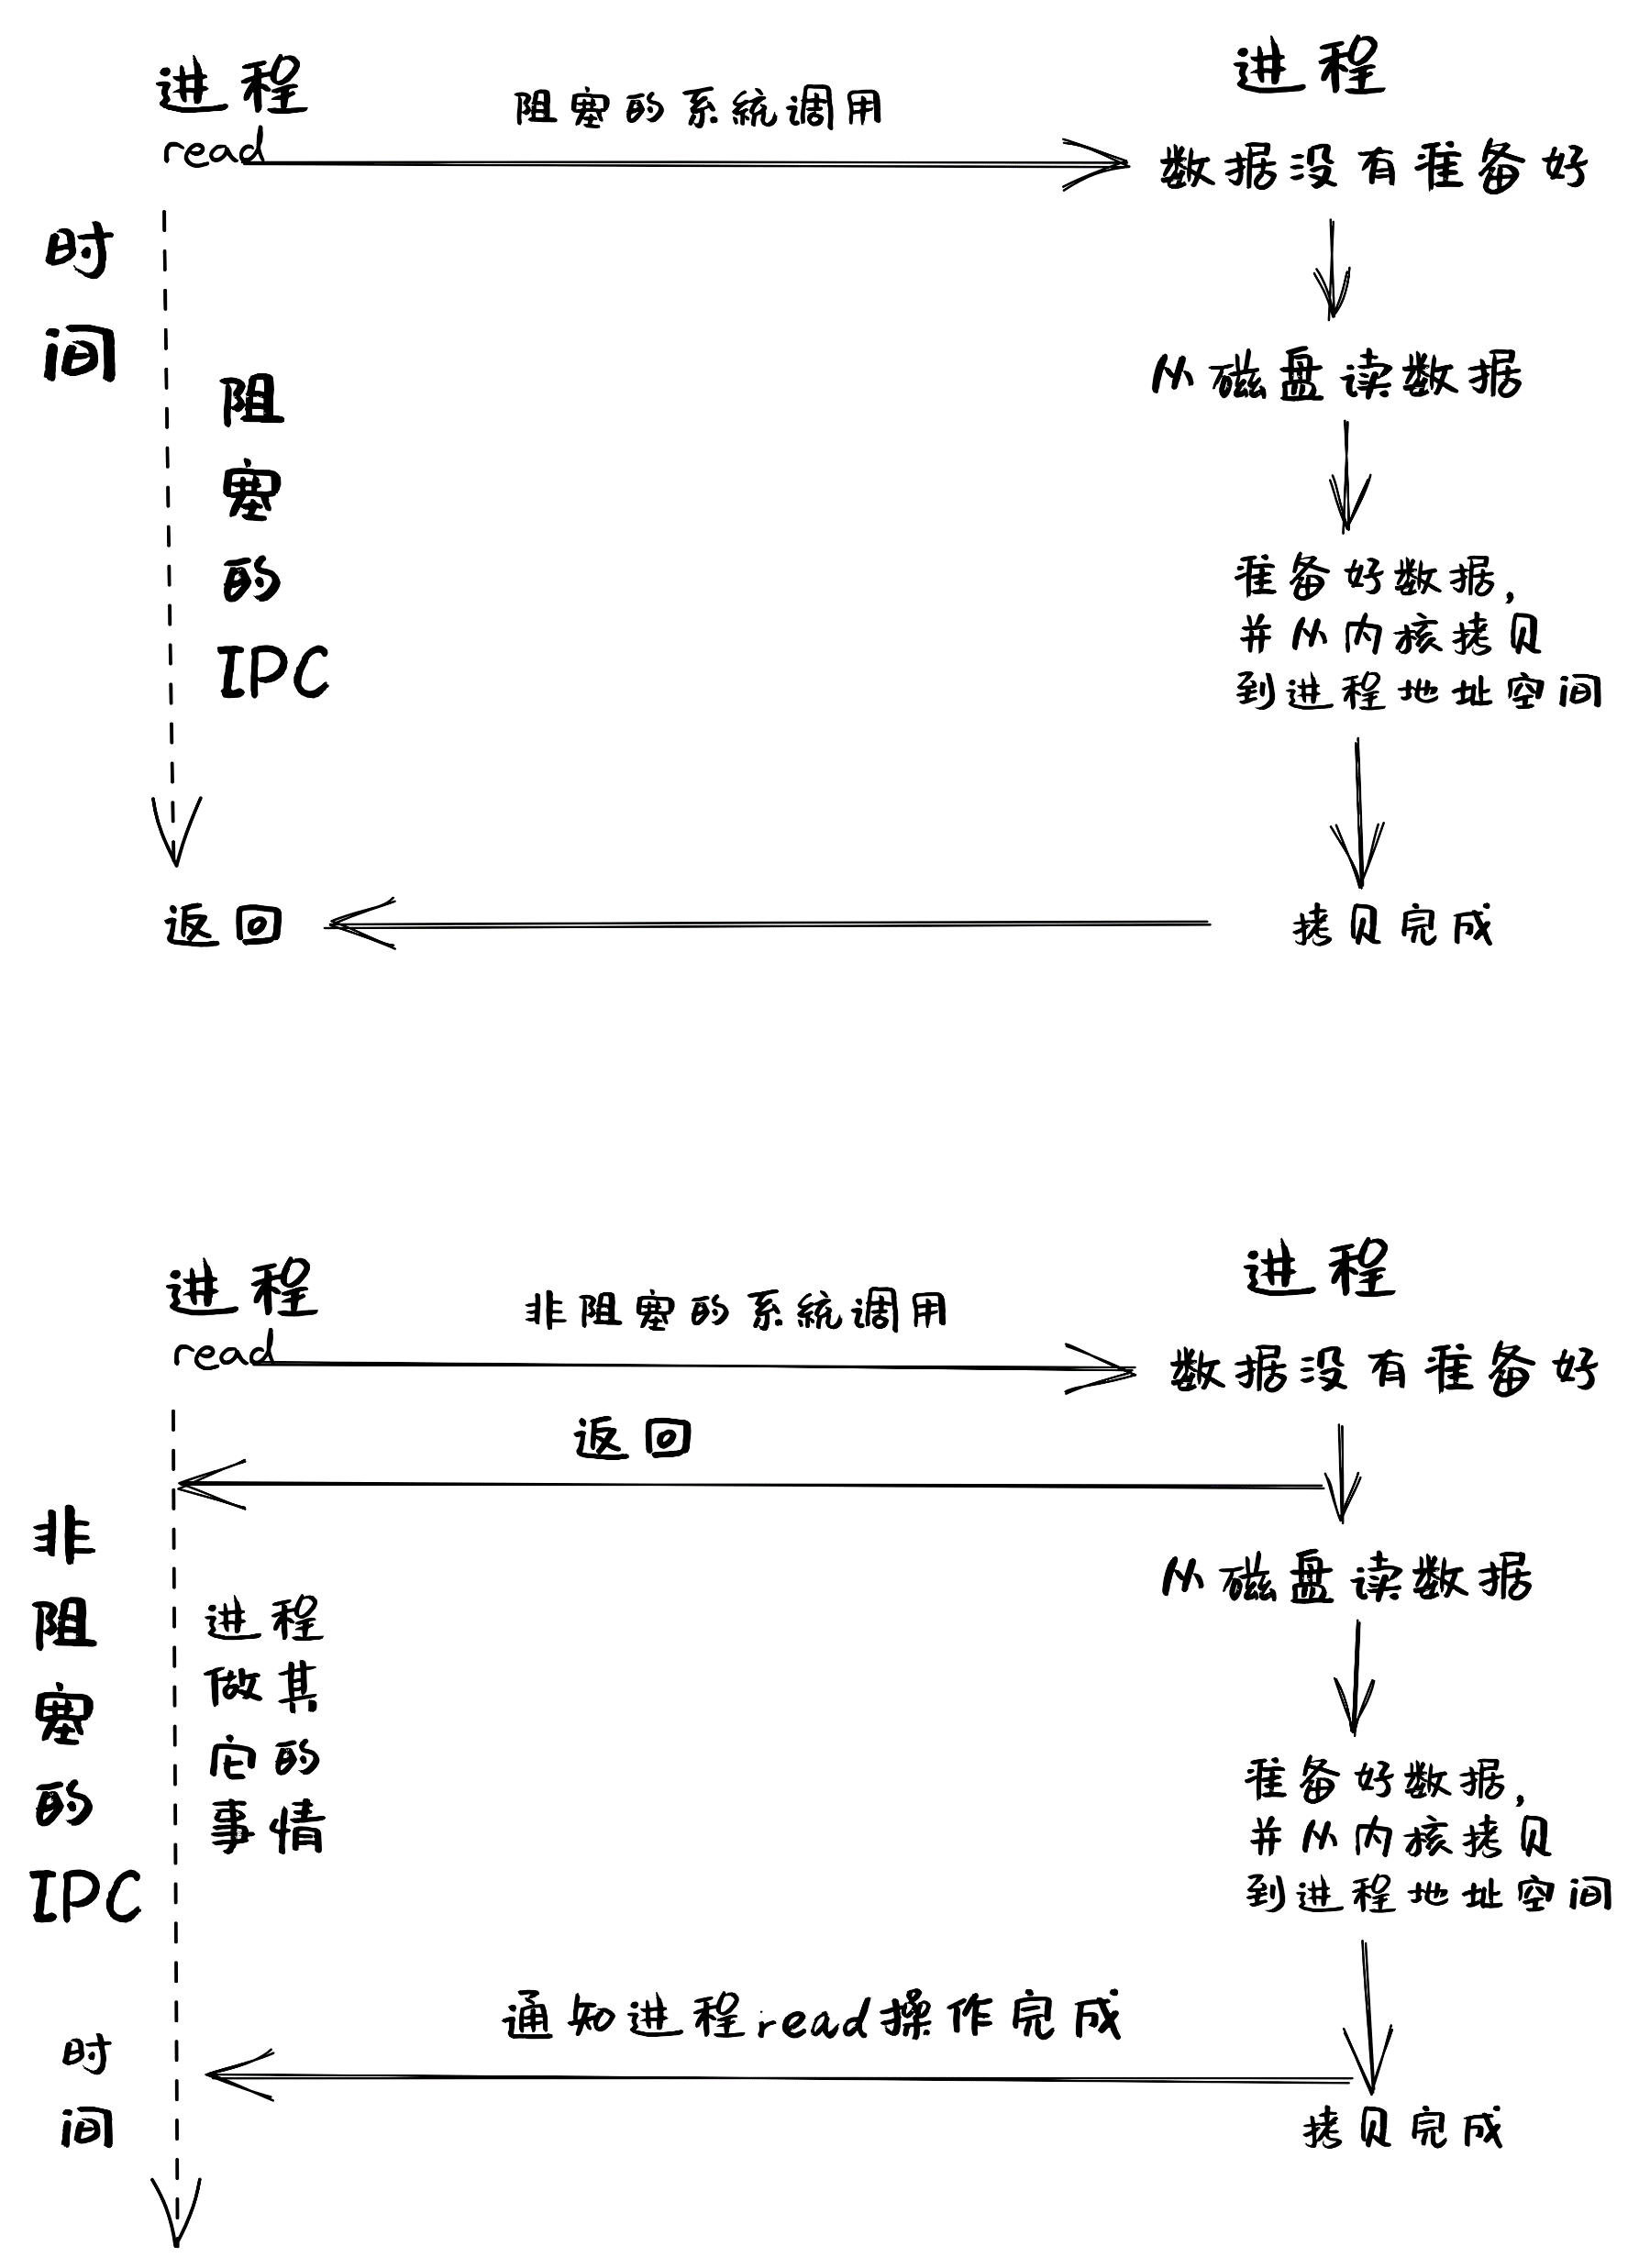 进程
进程
阻塞的系统调用
read
数据没有准备好
时间
从磁盘读数据
阻塞的IPC
准备好数据,
并从内核拷贝
到进程地址空间
返回
拷贝完成
进程
进程
非阻塞的系统调用
read
数据没有准备好
返回
非阻塞的IPC
从磁盘读数据
进程
做其
它的
事情
准备好数据,
并从内核拷贝
到进程地址空间
通知进程read操作完成
时间
拷贝完成